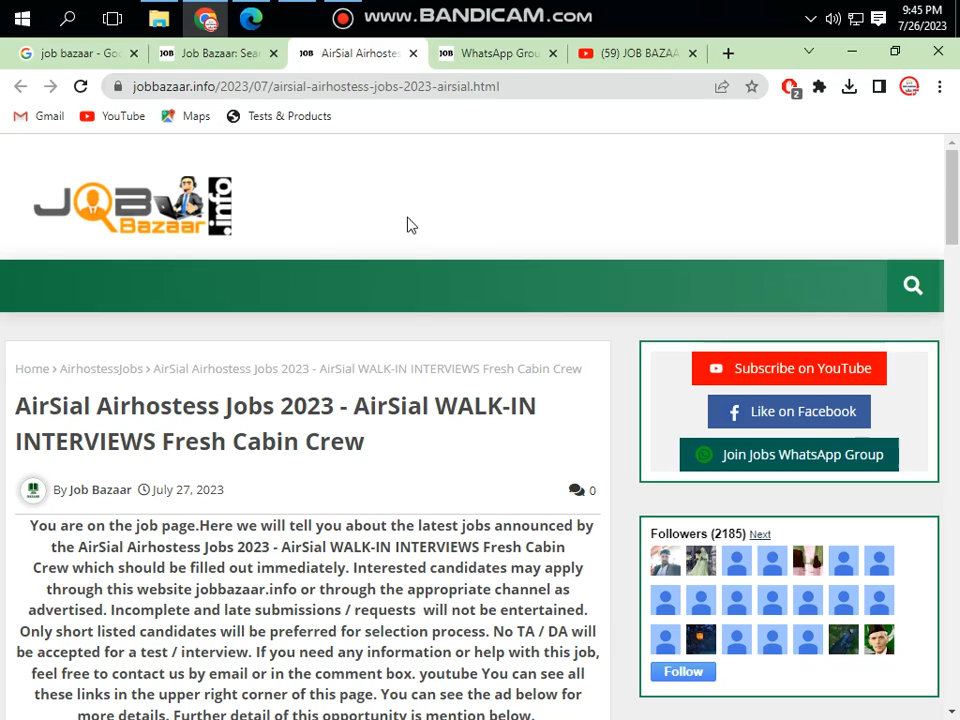 www.BANDICAM.com
9:45 PM
7/26/2023
job bazaar - Goo
Job Bazaar: Sear
AirSial Airhostes
WhatsApp Grou
(59) JOB BAZAA
jobbazaar.info/2023/07/airsial-airhostess-jobs-2023-airsial.html
2
Gmail
YouTube
Maps
Tests & Products
JOB
Bazaar
.info
Home > AirhostessJobs > AirSial Airhostess Jobs 2023 - AirSial WALK-IN INTERVIEWS Fresh Cabin Crew
AirSial Airhostess Jobs 2023 - AirSial WALK-IN
INTERVIEWS Fresh Cabin Crew
By Job Bazaar July 27, 2023
0
You are on the job page.Here we will tell you about the latest jobs announced by
the AirSial Airhostess Jobs 2023 - AirSial WALK-IN INTERVIEWS Fresh Cabin
Crew which should be filled out immediately. Interested candidates may apply
through this website jobbazaar.info or through the appropriate channel as
advertised. Incomplete and late submissions / requests will not be entertained.
Only short listed candidates will be preferred for selection process. No TA / DA will
be accepted for a test / interview. If you need any information or help with this job,
feel free to contact us by email or in the comment box. youtube You can see all
these links in the upper right corner of this page. You can see the ad below for
more details. Further detail of this opportunity is mention below.
Subscribe on YouTube
Like on Facebook
Join Jobs WhatsApp Group
Followers (2185) Next
Follow